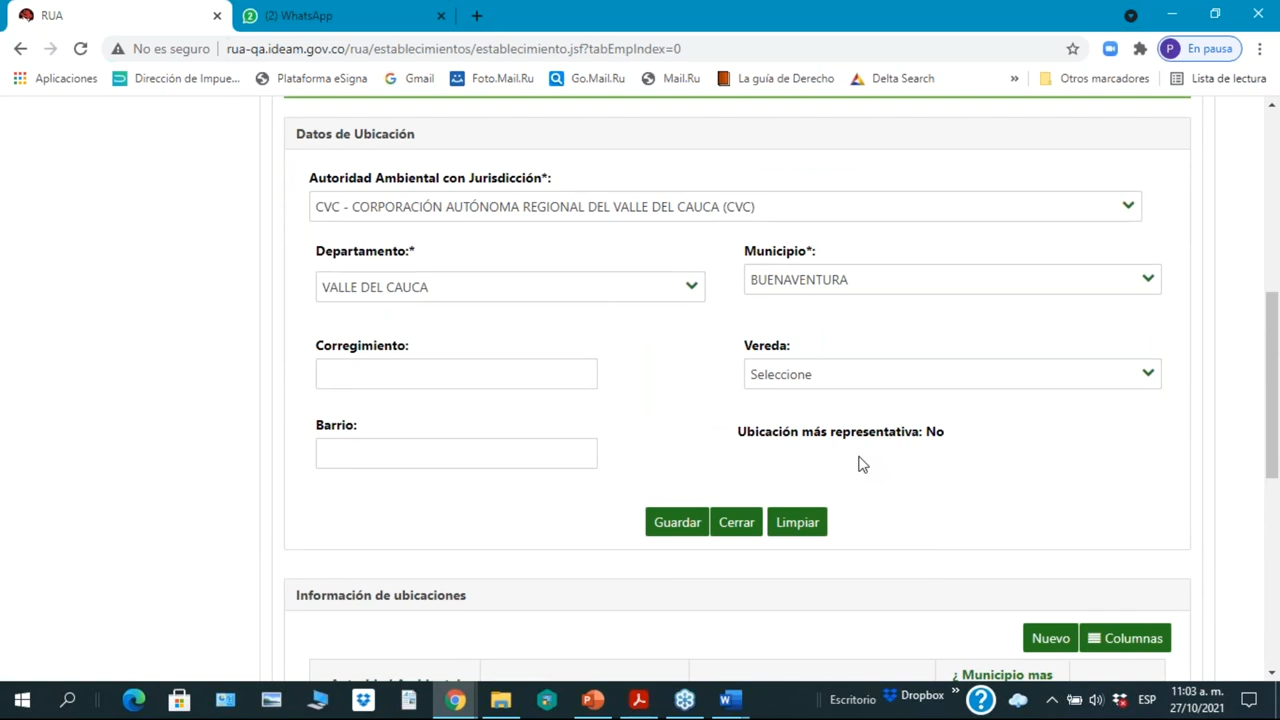 RUA
(2) WhatsApp
No es seguro
rua-qa.ideam.gov.co/rua/establecimientos/establecimiento.jsf?tabEmpIndex=0
P En pausa
Aplicaciones
Dirección de Impue...
Plataforma eSigna
Gmail
Foto.Mail.Ru
Go.Mail.Ru
Mail.Ru
La guía de Derecho
Delta Search
»
Otros marcadores
Lista de lectura
Datos de Ubicación
Autoridad Ambiental con Jurisdicción*:
CVC - CORPORACIÓN AUTÓNOMA REGIONAL DEL VALLE DEL CAUCA (CVC)
Departamento:*
Municipio*:
VALLE DEL CAUCA
BUENAVENTURA
Corregimiento:
Vereda:
Seleccione
Barrio:
Ubicación más representativa: No
Guardar
Cerrar
Limpiar
Información de ubicaciones
Nuevo
Columnas
¿ Municipio mas
Escritorio
Dropbox
»
ESP
11:03 a. m.
27/10/2021